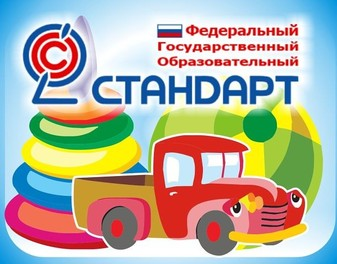 Федеральный
Государственный
Образовательный
СТАНДАРТ